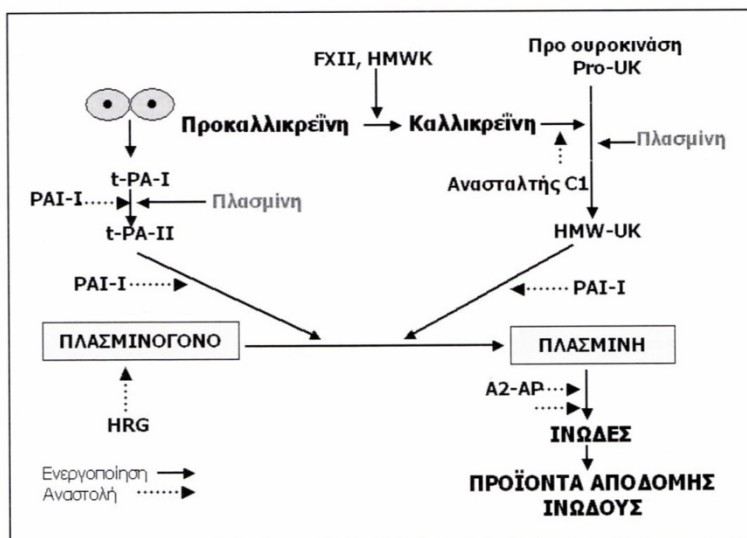 Προ ουροκινάση
Pro-UK
FXII, HMWK
Προκαλλικρεΐνη
Καλλικρεΐνη
Πλασμίνη
Ανασταλτής C1
t-PA-I
PAI-I
Πλασμίνη
t-PA-II
HMW-UK
PAI-I
PAI-I
ΠΛΑΣΜΙΝΟΓΟΝΟ
ΠΛΑΣΜΙΝΗ
HRG
A2-AP
ΙΝΩΔΕΣ
ΠΡΟΪΟΝΤΑ ΑΠΟΔΟΜΗΣ
ΙΝΩΔΟΥΣ
Ενεργοποίηση
Αναστολή